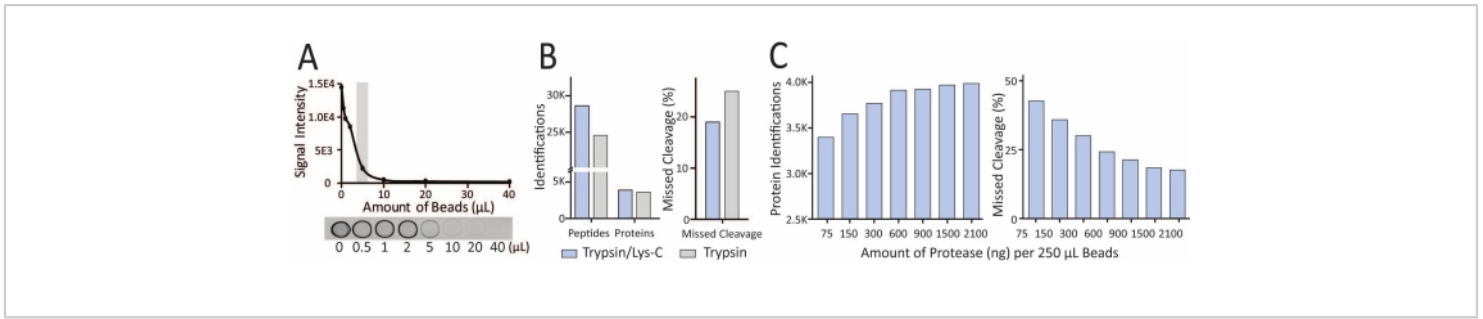 A
Signal Intensity
1.5E4
1.0E4
5E3
0
0 10 20 30 40
Amount of Beads (µL)
0 0.5 1 2 5 10 20 40 (µL)
B
Identifications
30K
25K
5K
0
Peptides Proteins
Missed Cleavage (%)
20
10
0
Missed Cleavage
Trypsin/Lys-C Trypsin
C
Protein Identifications
4.0K
3.5K
3.0K
2.5K
75 150 300 600 900 1500 2100
Missed Cleavage (%)
50
25
0
75 150 300 600 900 1500 2100
Amount of Protease (ng) per 250 µL Beads